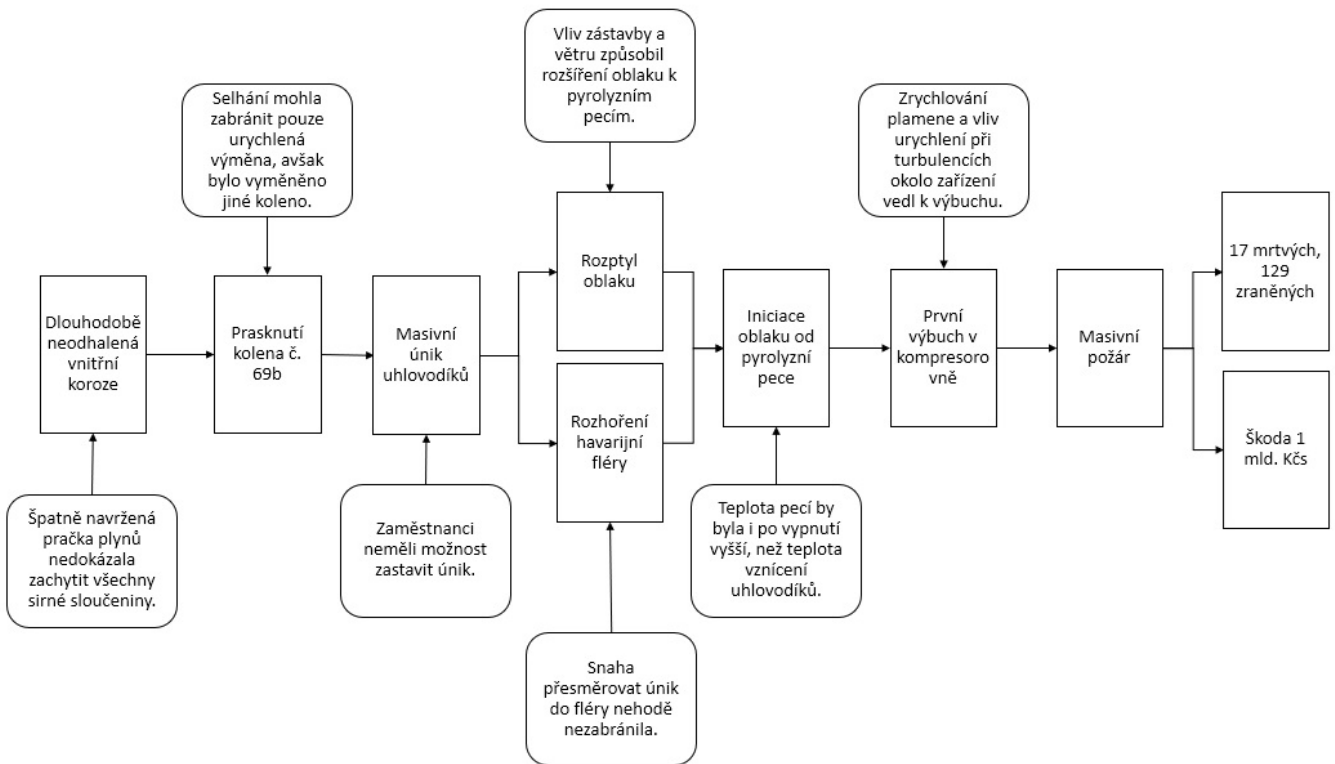 Vliv zástavby a
větru způsobil
rozšíření oblaku k
pyrolyzním
pecím.
Selhání mohla
zabránit pouze
urychlená
výměna, avšak
bylo vyměněno
jiné koleno.
Zrychlování
plamene a vliv
urychlení při
turbulencích
okolo zařízení
vedl k výbuchu.
Dlouhodobě
neodhalená
vnitřní
koroze
Prasknutí
kolena č.
69b
Masivní
únik
uhlovodíků
Rozptyl
oblaku
Rozhoření
havarijní
fléry
Iniciace
oblaku od
pyrolyzní
pece
První
výbuch v
kompresoro
vně
Masivní
požár
17 mrtvých,
129
zraněných
Škoda 1
mld. Kčs
Špatně navržená
pračka plynů
nedokázala
zachytit všechny
sirné sloučeniny.
Zaměstnanci
neměli možnost
zastavit únik.
Snaha
přesměrovat únik
do fléry nehodě
nezabránila.
Teplota pecí by
byla i po vypnutí
vyšší, než teplota
vznícení
uhlovodíků.